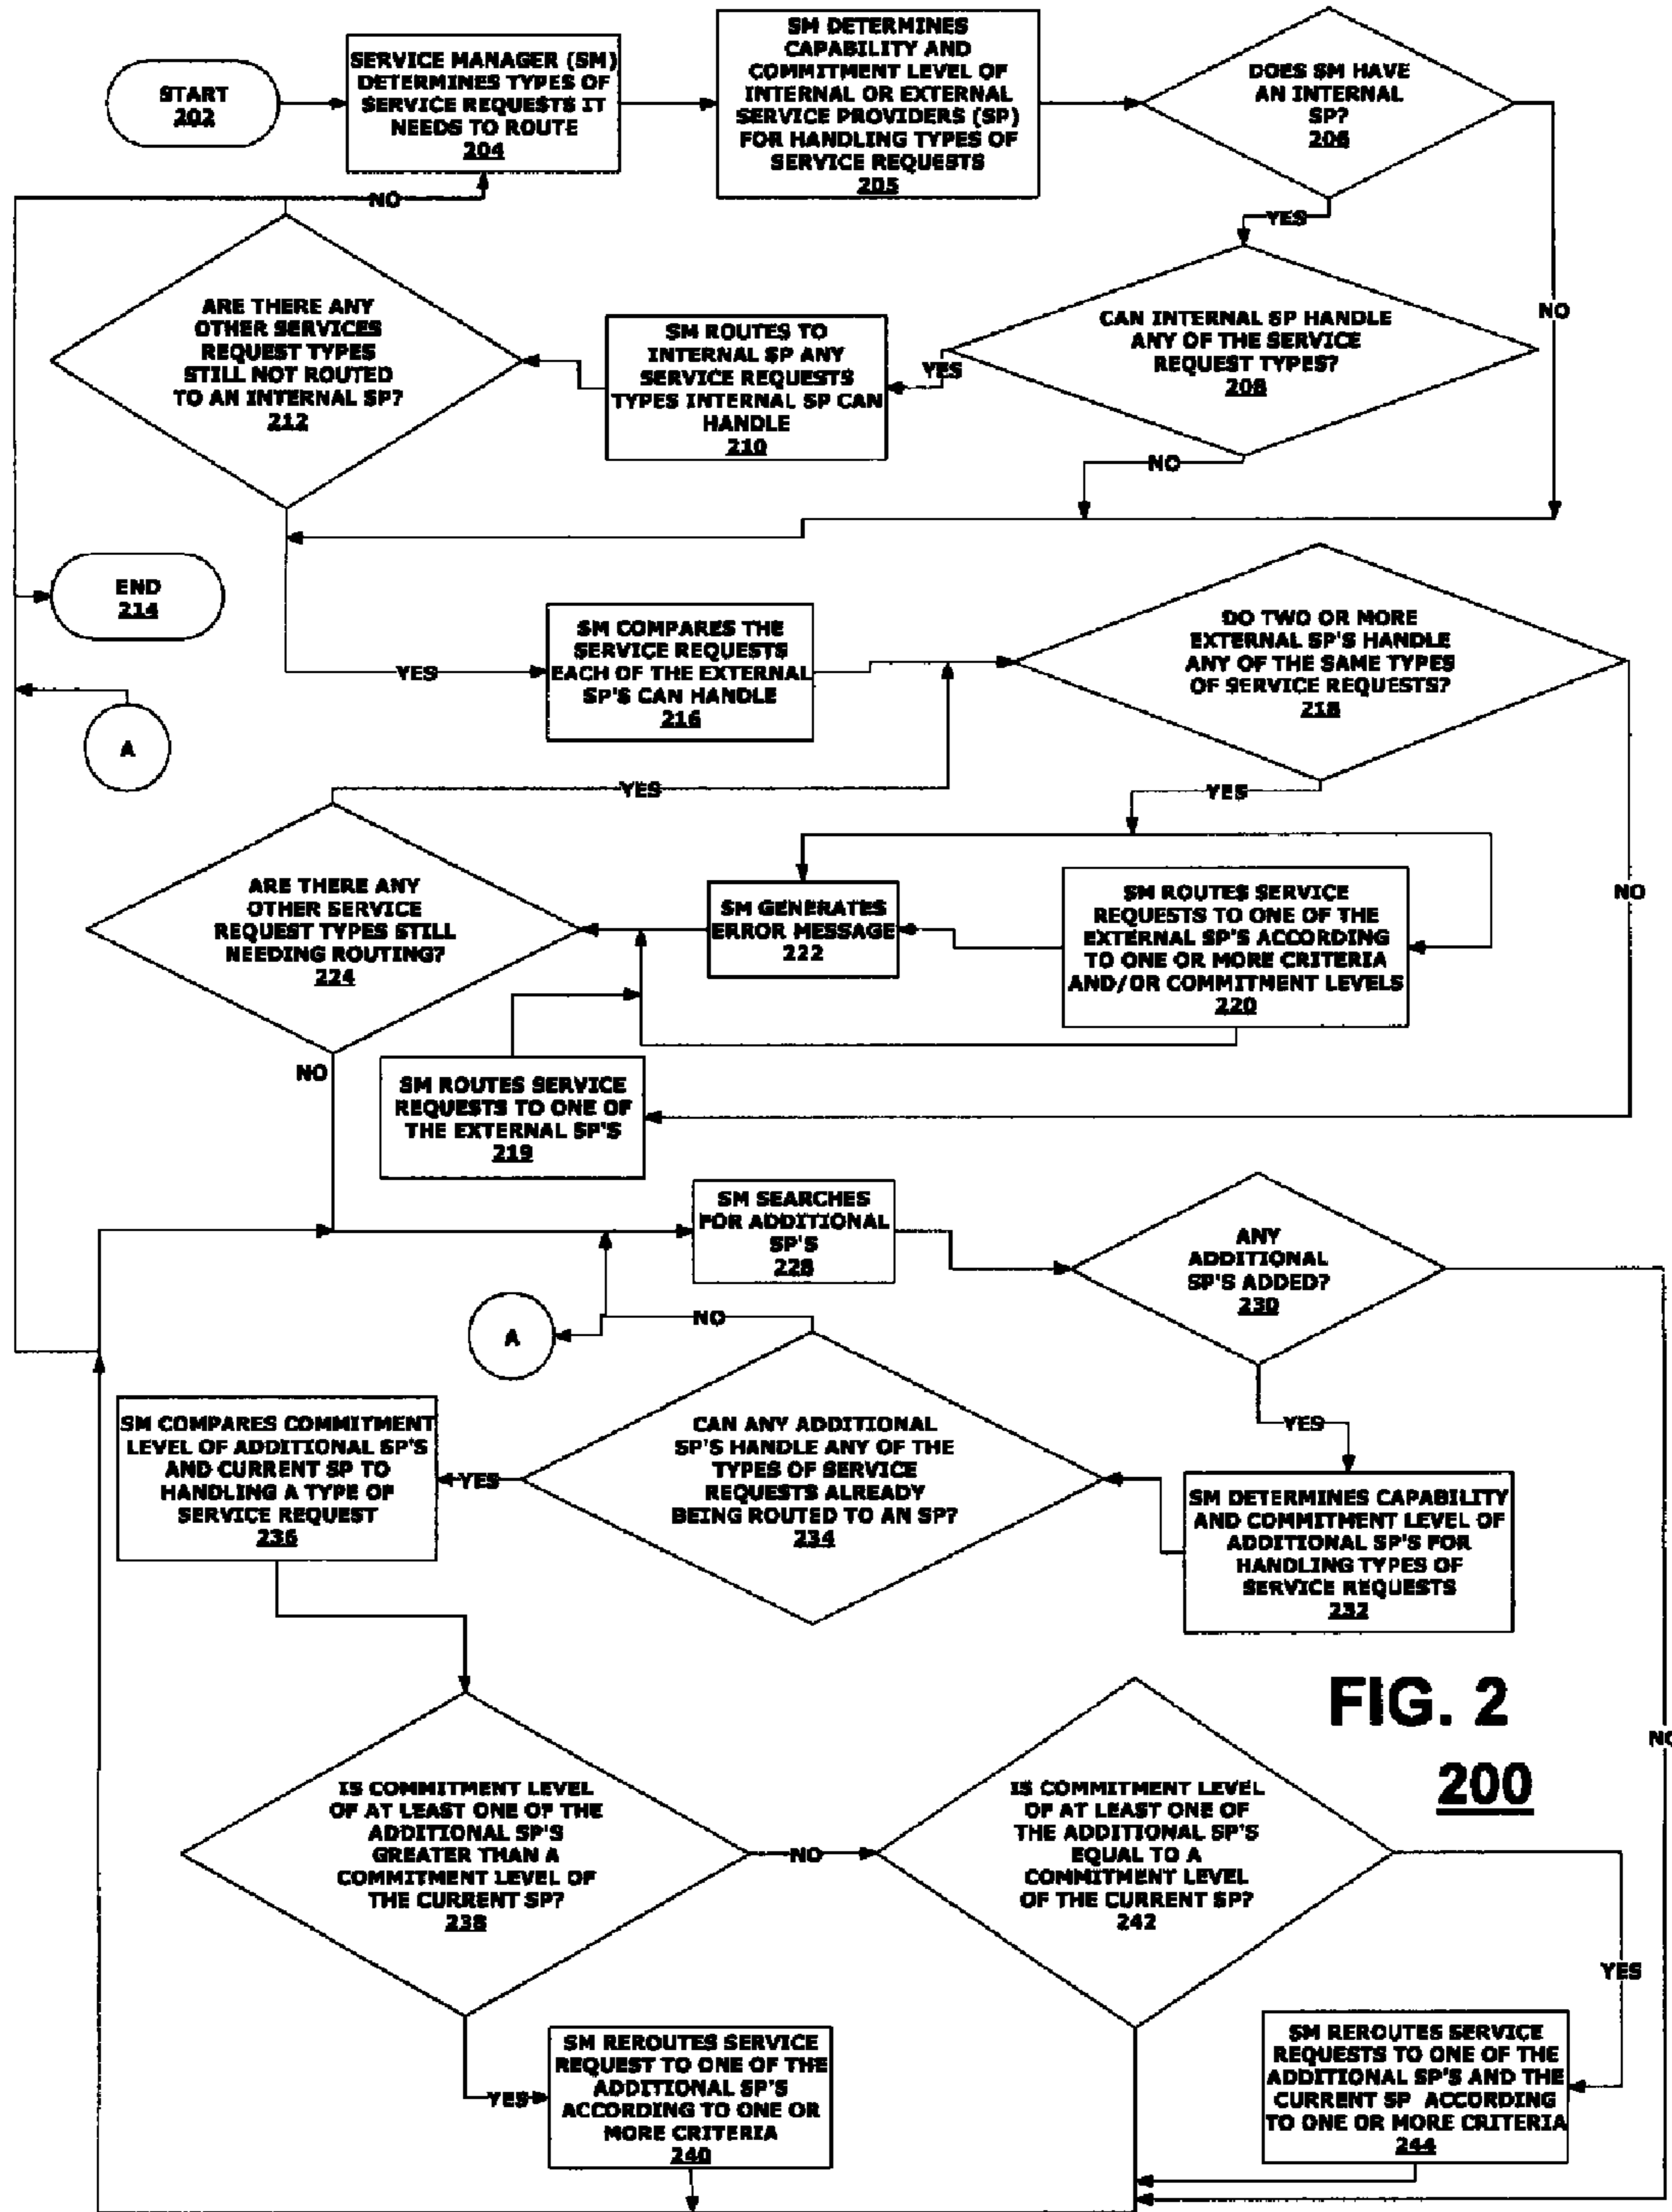 START
202
SERVICE MANAGER (SM)
DETERMINES TYPES OF
SERVICE REQUESTS IT
NEEDS TO ROUTE
204
SM DETERMINES
CAPABILITY AND
COMMITMENT LEVEL OF
INTERNAL OR EXTERNAL
SERVICE PROVIDERS (SP)
FOR HANDLING TYPES OF
SERVICE REQUESTS
205
DOES SM HAVE
AN INTERNAL
SP?
206
NO
YES
NO
ARE THERE ANY
OTHER SERVICES
REQUEST TYPES
STILL NOT ROUTED
TO AN INTERNAL SP?
212
SM ROUTES TO
INTERNAL SP ANY
SERVICE REQUESTS
TYPES INTERNAL SP CAN
HANDLE
210
YES
CAN INTERNAL SP HANDLE
ANY OF THE SERVICE
REQUEST TYPES?
208
NO
END
214
YES
SM COMPARES THE
SERVICE REQUESTS
EACH OF THE EXTERNAL
SP'S CAN HANDLE
216
DO TWO OR MORE
EXTERNAL SP'S HANDLE
ANY OF THE SAME TYPES
OF SERVICE REQUESTS?
218
A
YES
YES
NO
ARE THERE ANY
OTHER SERVICE
REQUEST TYPES STILL
NEEDING ROUTING?
224
SM GENERATES
ERROR MESSAGE
222
SM ROUTES SERVICE
REQUESTS TO ONE OF THE
EXTERNAL SP'S ACCORDING
TO ONE OR MORE CRITERIA
AND/OR COMMITMENT LEVELS
220
NO
SM ROUTES SERVICE
REQUESTS TO ONE OF
THE EXTERNAL SP'S
219
SM SEARCHES
FOR ADDITIONAL
SP'S
228
ANY
ADDITIONAL
SP'S ADDED?
230
A
NO
YES
SM COMPARES COMMITMENT
LEVEL OF ADDITIONAL SP'S
AND CURRENT SP TO
HANDLING A TYPE OF
SERVICE REQUEST
236
YES
CAN ANY ADDITIONAL
SP'S HANDLE ANY OF THE
TYPES OF SERVICE
REQUESTS ALREADY
BEING ROUTED TO AN SP?
234
SM DETERMINES CAPABILITY
AND COMMITMENT LEVEL OF
ADDITIONAL SP'S FOR
HANDLING TYPES OF
SERVICE REQUESTS
232
FIG. 2
200
NO
IS COMMITMENT LEVEL
OF AT LEAST ONE OF THE
ADDITIONAL SP'S
GREATER THAN A
COMMITMENT LEVEL OF
THE CURRENT SP?
238
NO
IS COMMITMENT LEVEL
OF AT LEAST ONE OF
THE ADDITIONAL SP'S
EQUAL TO A
COMMITMENT LEVEL
OF THE CURRENT SP?
242
YES
YES
SM REROUTES SERVICE
REQUEST TO ONE OF THE
ADDITIONAL SP'S
ACCORDING TO ONE OR
MORE CRITERIA
240
SM REROUTES SERVICE
REQUESTS TO ONE OF THE
ADDITIONAL SP'S AND THE
CURRENT SP ACCORDING
TO ONE OR MORE CRITERIA
244